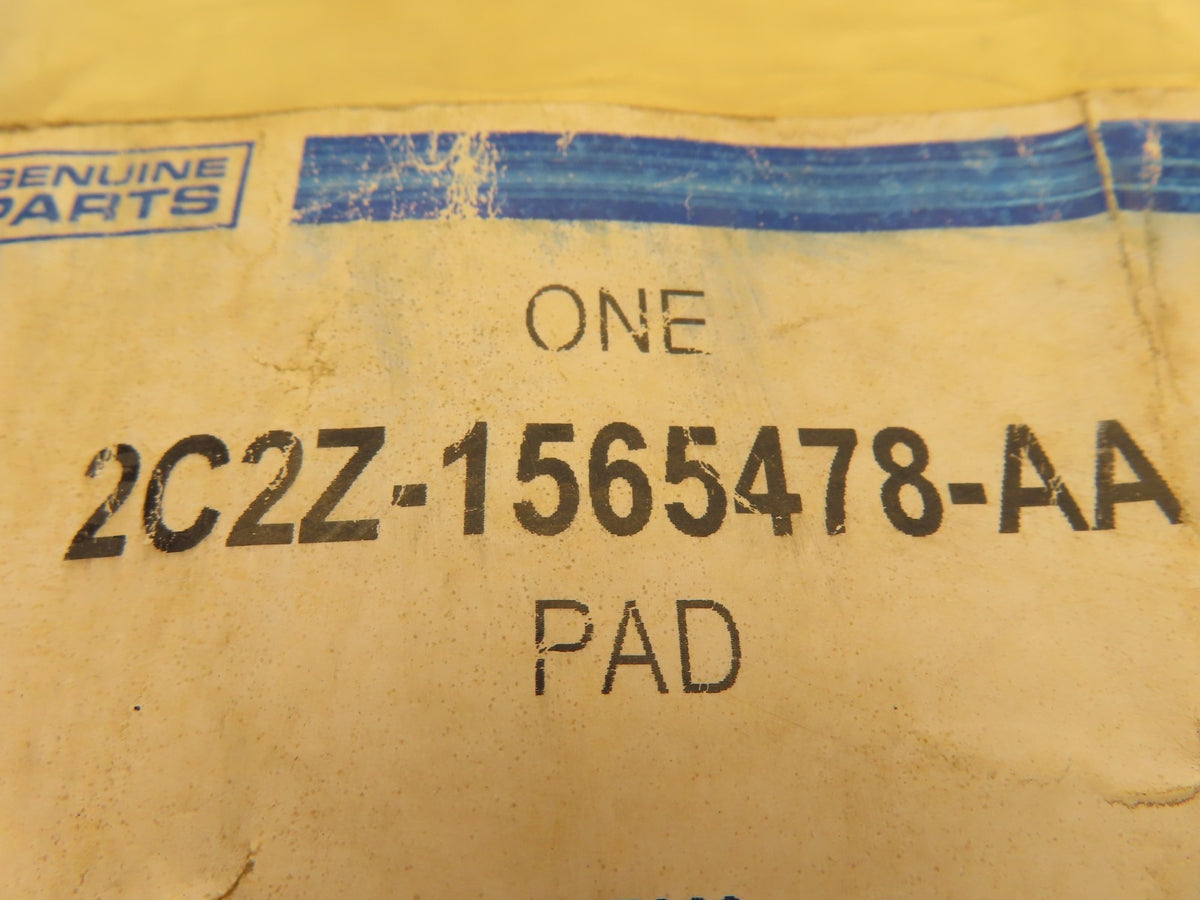 GENUINE
PARTS
ONE
2C2Z-1565478-AA
PAD